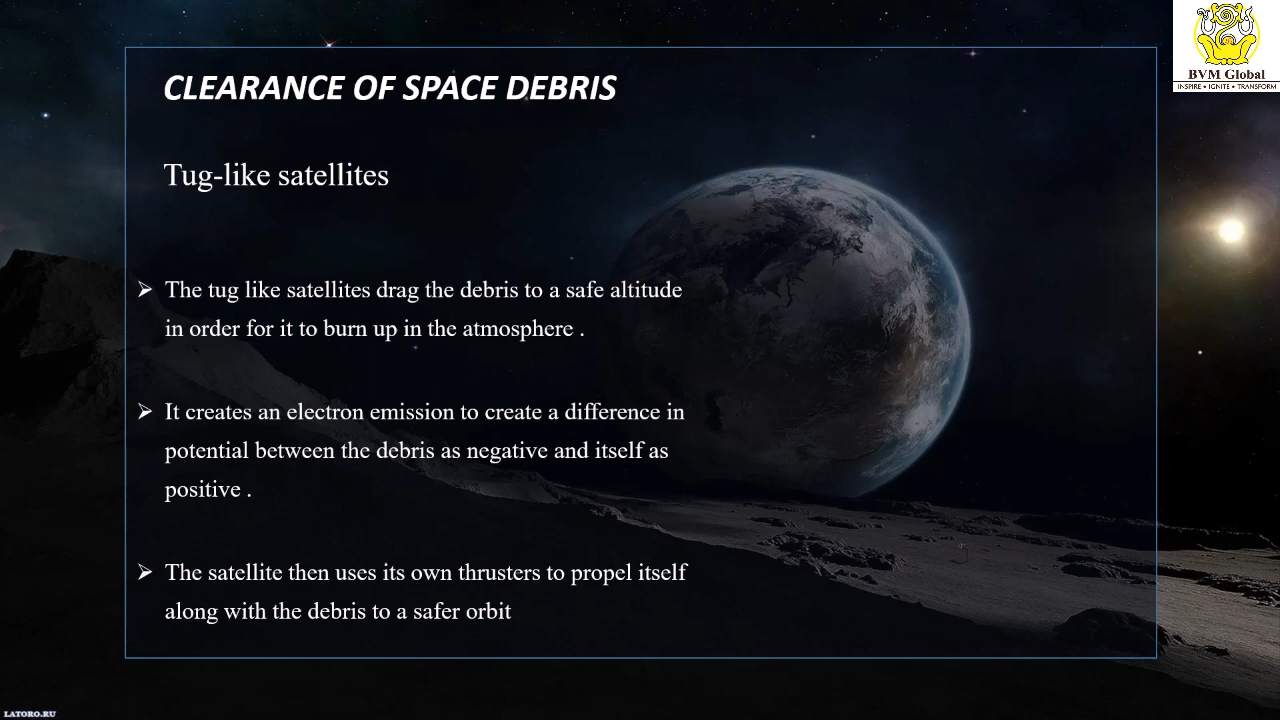 BVM Global
INSPIRE • IGNITE • TRANSFORM
CLEARANCE OF SPACE DEBRIS
Tug-like satellites
➢ The tug like satellites drag the debris to a safe altitude
in order for it to burn up in the atmosphere .
➢ It creates an electron emission to create a difference in
potential between the debris as negative and itself as
positive .
➢ The satellite then uses its own thrusters to propel itself
along with the debris to a safer orbit
LATORO.RU